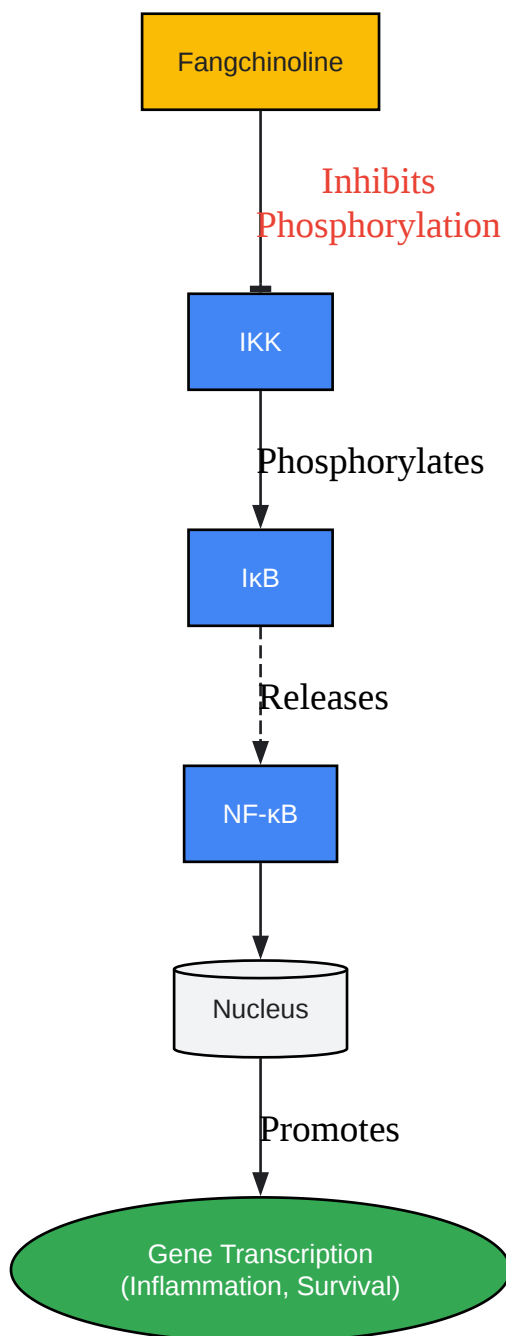 Fangchinoline
Inhibits
Phosphorylation
IKK
Phosphorylates
IκB
Releases
NF-κB
Nucleus
Promotes
Gene Transcription
(Inflammation, Survival)